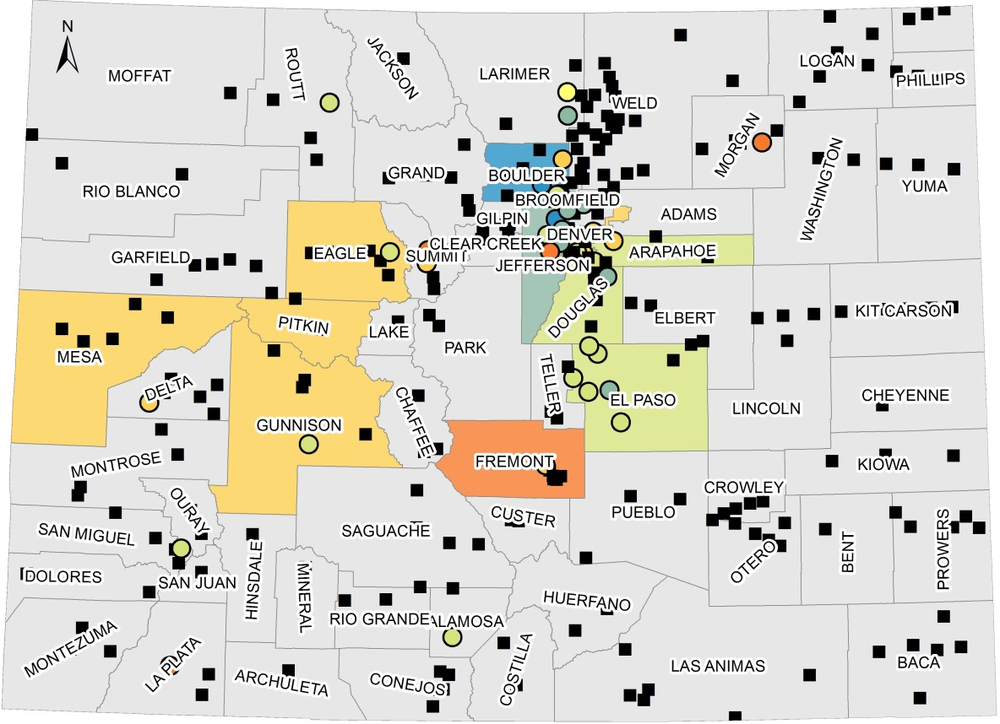 N
MOFFAT
ROUTT
JACKSON
LARIMER
WELD
LOGAN
PHILLIPS
MORGAN
WASHINGTON
YUMA
RIO BLANCO
GRAND
BOULDER
BROOMFIELD
GILPIN
ADAMS
GARFIELD
EAGLE
SUMMIT
CLEAR CREEK
DENVER
ARAPAHOE
JEFFERSON
DOUGLAS
ELBERT
KIT CARSON
MESA
PITKIN
LAKE
PARK
TELLER
EL PASO
LINCOLN
CHEYENNE
DELTA
GUNNISON
CHAFFEE
FREMONT
KIOWA
MONTROSE
OURAY
CUSTER
PUEBLO
CROWLEY
SAN MIGUEL
SAGUACHE
OTERO
BENT
PROWERS
DOLORES
SAN JUAN
HINSDALE
MINERAL
RIO GRANDE
ALAMOSA
HUERFANO
MONTEZUMA
LA PLATA
ARCHULETA
CONEJOS
COSTILLA
LAS ANIMAS
BACA